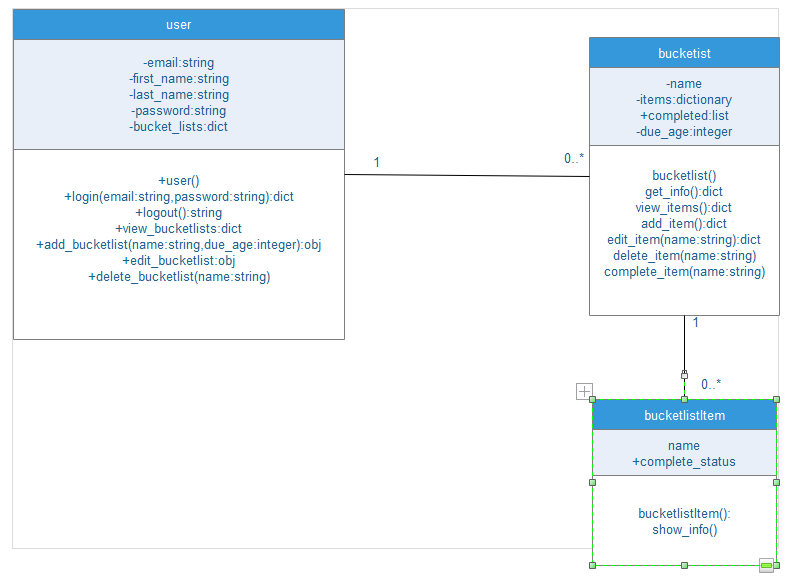 user
-email:string
-first_name:string
-last_name:string
-password:string
-bucket_lists:dict
+user()
+login(email:string,password:string):dict
+logout():string
+view_bucketlists:dict
+add_bucketlist(name:string,due_age:integer):obj
+edit_bucketlist:obj
+delete_bucketlist(name:string)
1
0..*
bucketist
-name
-items:dictionary
+completed:list
-due_age:integer
bucketlist()
get_info():dict
view_items():dict
add_item():dict
edit_item(name:string):dict
delete_item(name:string)
complete_item(name:string)
1
0..*
bucketlistItem
name
+complete_status
bucketlistItem():
show_info()